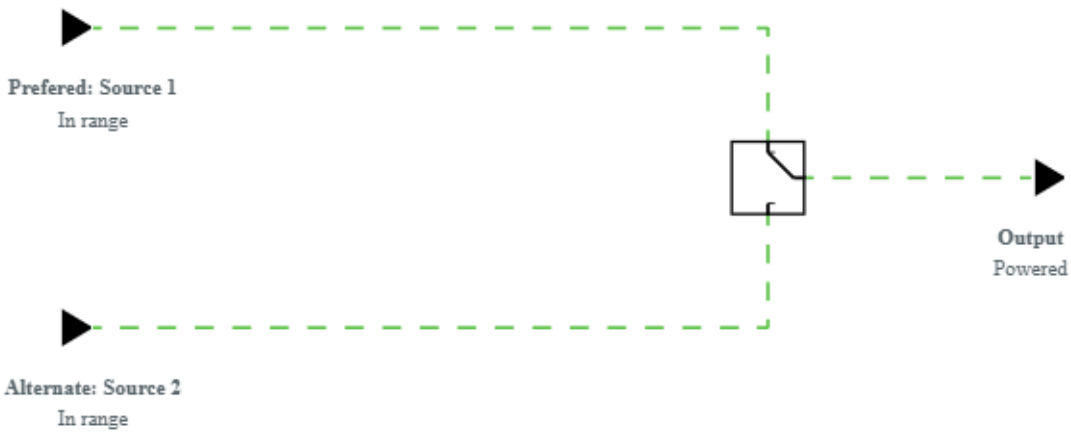 Prefered: Source 1
In range
Output
Powered
Alternate: Source 2
In range